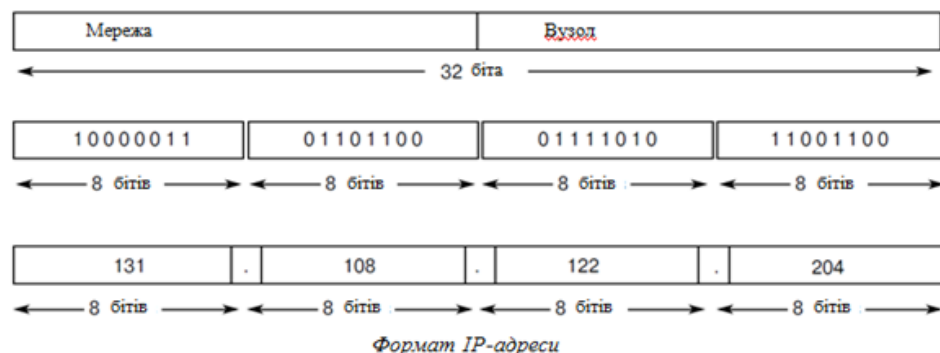 Мережа Вузол
32 біта
10000011 01101100 01111010 11001100
8 бітів 8 бітів 8 бітів 8 бітів
131 . 108 . 122 . 204
8 бітів 8 бітів 8 бітів 8 бітів
Формат IP-адреси